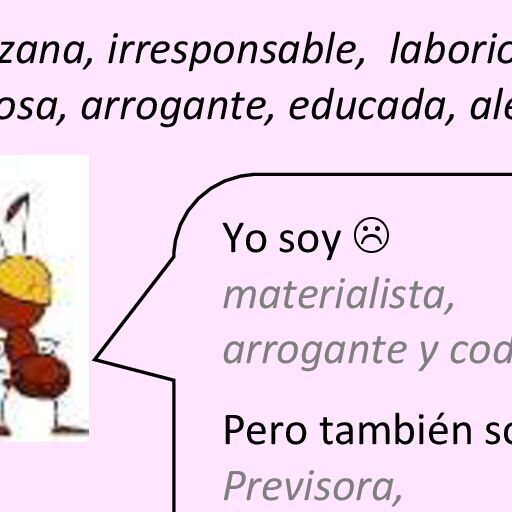 zana, irresponsable, laborio
osa, arrogante, educada, ale
Yo soy ☹
materialista,
arrogante y cod
Pero también so
Previsora,